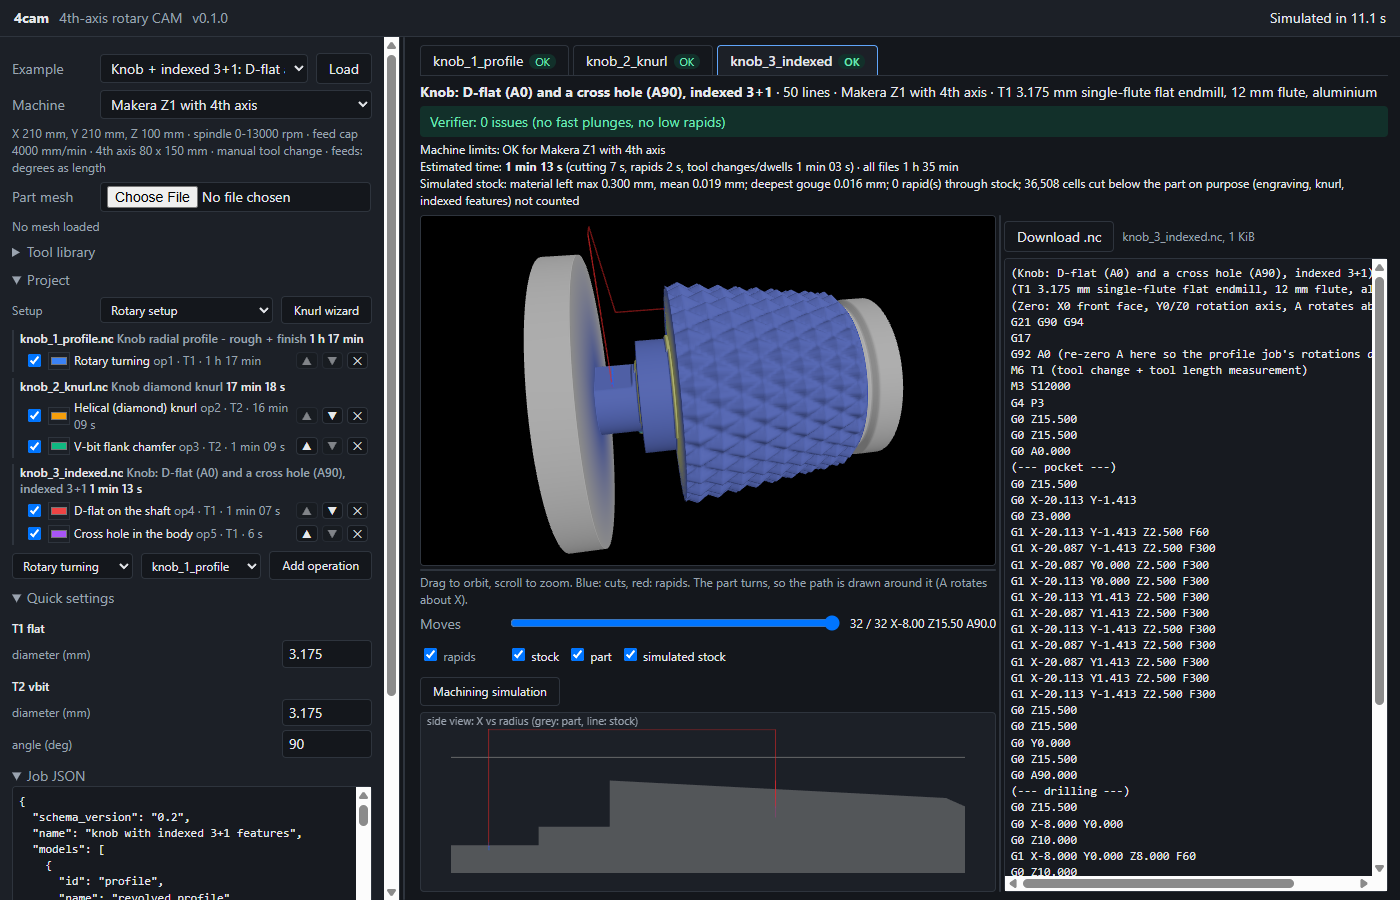 4cam 4th-axis rotary CAM v0.1.0
Simulated in 11.1 s
Example
Knob + indexed 3+1: D-flat
Load
Machine
Makera Z1 with 4th axis
X 210 mm, Y 210 mm, Z 100 mm · spindle 0-13000 rpm · feed cap
4000 mm/min · 4th axis 80 x 150 mm · manual tool change · feeds:
degrees as length
Part mesh
Choose File No file chosen
No mesh loaded
Tool library
Project
Setup
Rotary setup
Knurl wizard
knob_1_profile.nc Knob radial profile - rough + finish 1 h 17 min
Rotary turning op1 · T1 · 1 h 17 min
knob_2_knurl.nc Knob diamond knurl 17 min 18 s
Helical (diamond) knurl op2 · T2 · 16 min
09 s
V-bit flank chamfer op3 · T2 · 1 min 09 s
knob_3_indexed.nc Knob: D-flat (A0) and a cross hole (A90),
indexed 3+1 1 min 13 s
D-flat on the shaft op4 · T1 · 1 min 07 s
Cross hole in the body op5 · T1 · 6 s
Rotary turning
knob_1_profile
Add operation
Quick settings
T1 flat
diameter (mm)
3.175
T2 vbit
diameter (mm)
3.175
angle (deg)
90
Job JSON
{
"schema_version": "0.2",
"name": "knob with indexed 3+1 features",
"models": [
{
"id": "profile",
"name": "revolved profile"
knob_1_profile OK
knob_2_knurl OK
knob_3_indexed OK
Knob: D-flat (A0) and a cross hole (A90), indexed 3+1 · 50 lines · Makera Z1 with 4th axis · T1 3.175 mm single-flute flat endmill, 12 mm flute, aluminium
Verifier: 0 issues (no fast plunges, no low rapids)
Machine limits: OK for Makera Z1 with 4th axis
Estimated time: 1 min 13 s (cutting 7 s, rapids 2 s, tool changes/dwells 1 min 03 s) · all files 1 h 35 min
Simulated stock: material left max 0.300 mm, mean 0.019 mm; deepest gouge 0.016 mm; 0 rapid(s) through stock; 36,508 cells cut below the part on purpose (engraving, knurl,
indexed features) not counted
Drag to orbit, scroll to zoom. Blue: cuts, red: rapids. The part turns, so the path is drawn around it (A rotates
about X).
Moves
32 / 32 X-8.00 Z15.50 A90.0
rapids
stock
part
simulated stock
Machining simulation
side view: X vs radius (grey: part, line: stock)
Download .nc
knob_3_indexed.nc, 1 KiB
(Knob: D-flat (A0) and a cross hole (A90), indexed 3+1)
(T1 3.175 mm single-flute flat endmill, 12 mm flute, al
(Zero: X0 front face, Y0/Z0 rotation axis, A rotates ab
G21 G90 G94
G17
G92 A0 (re-zero A here so the profile job's rotations
M6 T1 (tool change + tool length measurement)
M3 S12000
G4 P3
G0 Z15.500
G0 Z15.500
G0 A0.000
(--- pocket ---)
G0 Z15.500
G0 X-20.113 Y-1.413
G0 Z3.000
G1 X-20.113 Y-1.413 Z2.500 F60
G1 X-20.087 Y-1.413 Z2.500 F300
G1 X-20.087 Y0.000 Z2.500 F300
G1 X-20.113 Y0.000 Z2.500 F300
G1 X-20.113 Y1.413 Z2.500 F300
G1 X-20.087 Y1.413 Z2.500 F300
G1 X-20.113 Y-1.413 Z2.500 F300
G1 X-20.087 Y-1.413 Z2.500 F300
G1 X-20.087 Y1.413 Z2.500 F300
G1 X-20.113 Y1.413 Z2.500 F300
G1 X-20.113 Y-1.413 Z2.500 F300
G0 Z15.500
G0 Z15.500
G0 Y0.000
G0 Z15.500
G0 A90.000
(--- drilling ---)
G0 Z15.500
G0 X-8.000 Y0.000
G0 Z10.000
G1 X-8.000 Y0.000 Z8.000 F60
G0 Z10.000